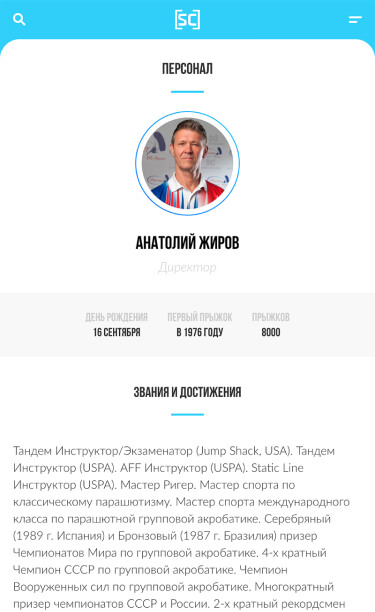 [SC]
ПЕРСОНАЛ
АНАТОЛИЙ ЖИРОВ
Директор
ДЕНЬ РОЖДЕНИЯ ПЕРВЫЙ ПРЫЖОК ПРЫЖКОВ
16 СЕНТЯБРЯ В 1976 ГОДУ 8000
ЗВАНИЯ И ДОСТИЖЕНИЯ
Тандем Инструктор/Экзаменатор (Jump Shack, USA). Тандем
Инструктор (USPA). AFF Инструктор (USPA). Static Line
Инструктор (USPA). Мастер Ригер. Мастер спорта по
классическому парашютизму. Мастер спорта международного
класса по парашютной групповой акробатике. Серебряный
(1989 г. Испания) и Бронзовый (1987 г. Бразилия) призер
Чемпионатов Мира по групповой акробатике. 4-х кратный
Чемпион СССР по групповой акробатике. Чемпион
Вооруженных сил по групповой акробатике. Многократный
призер чемпионатов СССР и России. 2-х кратный рекордсмен